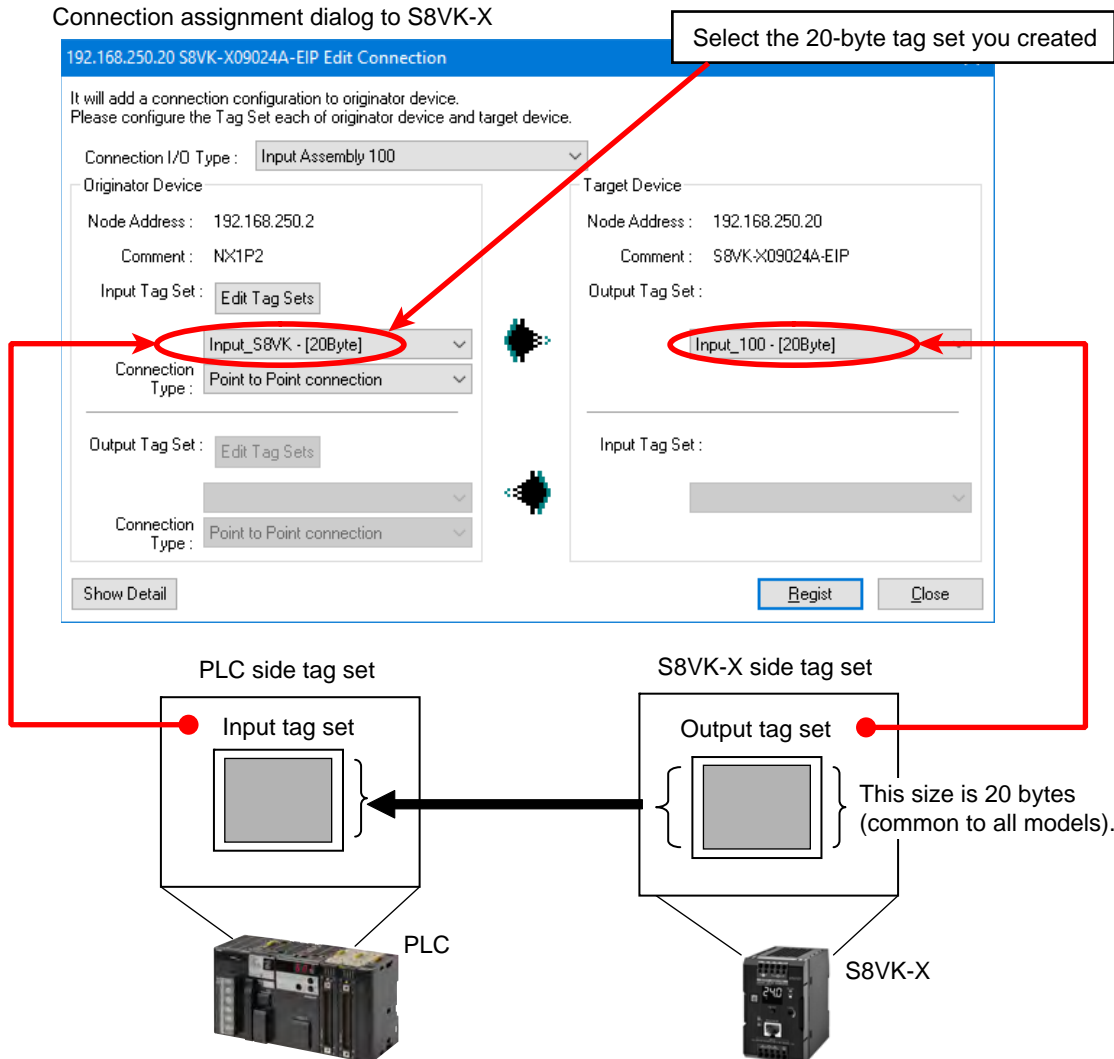 Connection assignment dialog to S8VK-X
Select the 20-byte tag set you created
192.168.250.20 S8VK-X09024A-EIP Edit Connection
It will add a connection configuration to originator device.
Please configure the Tag Set each of originator device and target device.
Connection I/O Type : Input Assembly 100
Originator Device
Target Device
Node Address : 192.168.250.2
Node Address : 192.168.250.20
Comment : NX1P2
Comment : S8VK-X09024A-EIP
Input Tag Set : Edit Tag Sets
Output Tag Set :
Input_S8VK - [20Byte]
Input_100 - [20Byte]
Connection
Type : Point to Point connection
Output Tag Set : Edit Tag Sets
Input Tag Set :
Connection
Type : Point to Point connection
Show Detail
Regist
Close
PLC side tag set
S8VK-X side tag set
Input tag set
Output tag set
This size is 20 bytes
(common to all models).
PLC
S8VK-X
24.0